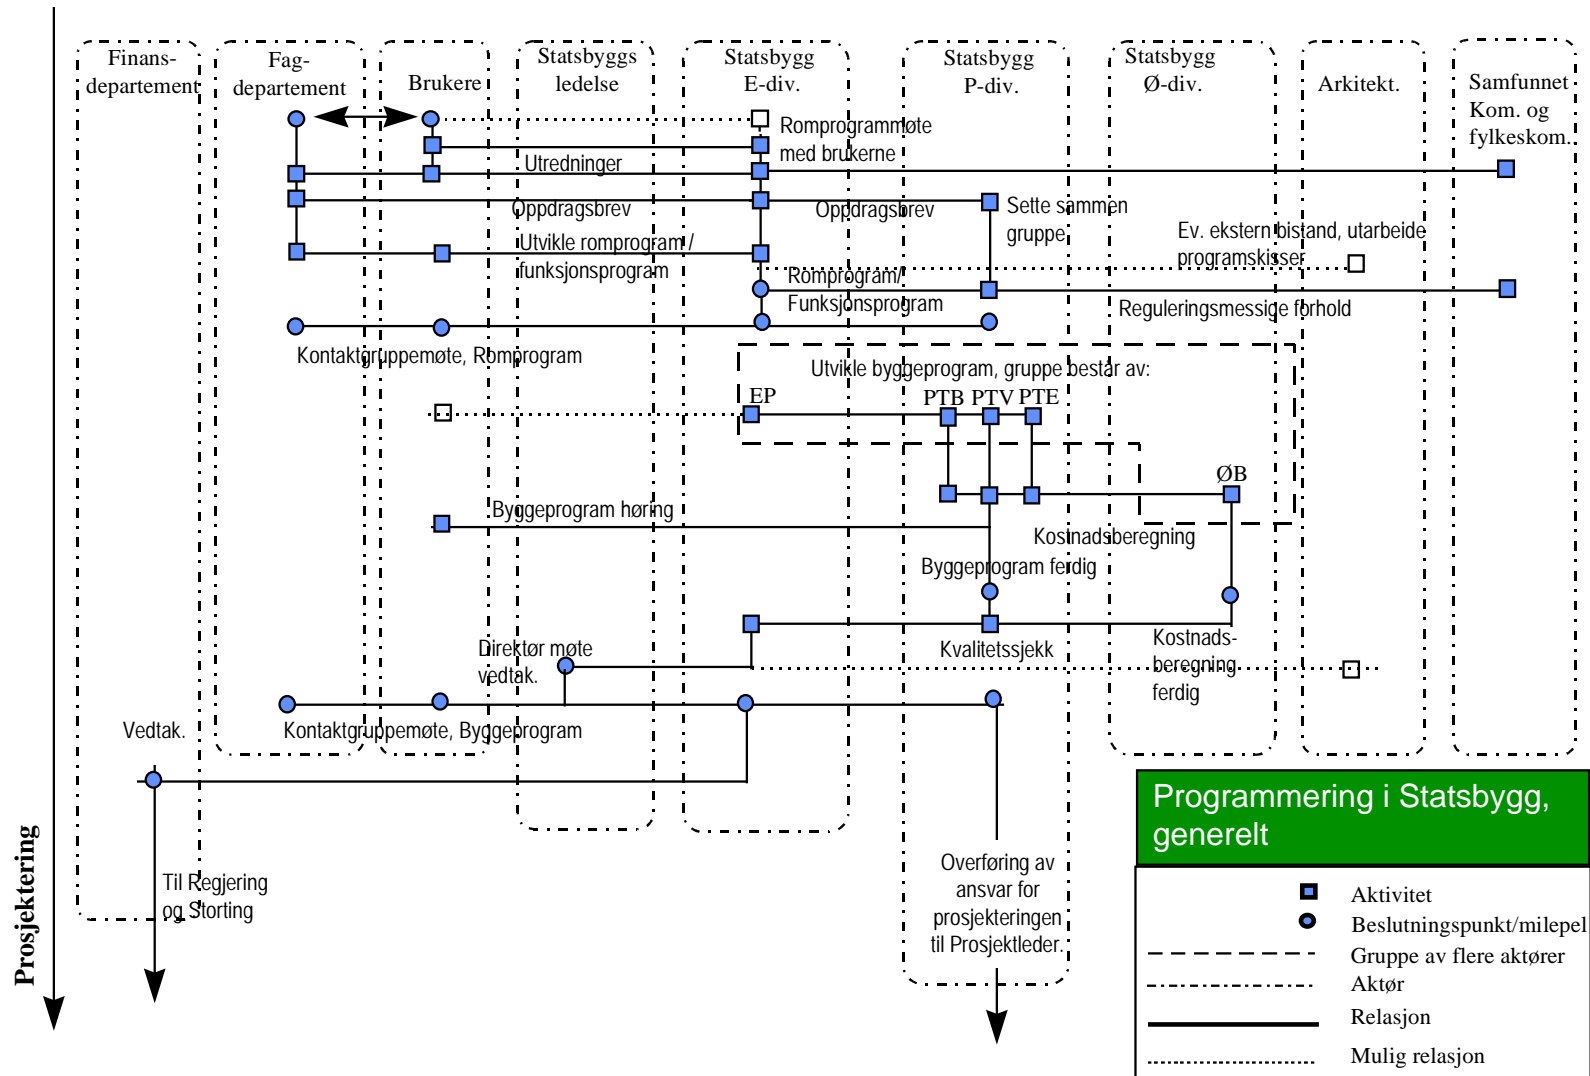 Finans-
departement
Fag-
departement
Brukere
Statsbyggs
ledelse
Statsbygg
E-div.
Statsbygg
P-div.
Statsbygg
Ø-div.
Arkitekt.
Samfunnet
Kom. og
fylkeskom.
Romprogrammøte
med brukerne
Utredninger
Oppdragsbrev
Oppdragsbrev
Sette sammen
gruppe
Utvikle romprogram /
funksjonsprogram
Ev. ekstern bistand, utarbeide
programskisser
Romprogram/
Funksjonsprogram
Reguleringsmessige forhold
Kontaktgruppemøte, Romprogram
Utvikle byggeprogram, gruppe består av:
EP
PTB PTV PTE
ØB
Byggeprogram høring
Kostnadsberegning
Byggeprogram ferdig
Kvalitetssjekk
Kostnads-
beregning
ferdig
Direktør møte
vedtak.
Kontaktgruppemøte, Byggeprogram
Vedtak.
Til Regjering
og Storting
Overføring av
ansvar for
prosjekteringen
til Prosjektleder.
Prosjektering
Programmering i Statsbygg,
generelt
Aktivitet
Beslutningspunkt/milepel
Gruppe av flere aktører
Aktør
Relasjon
Mulig relasjon